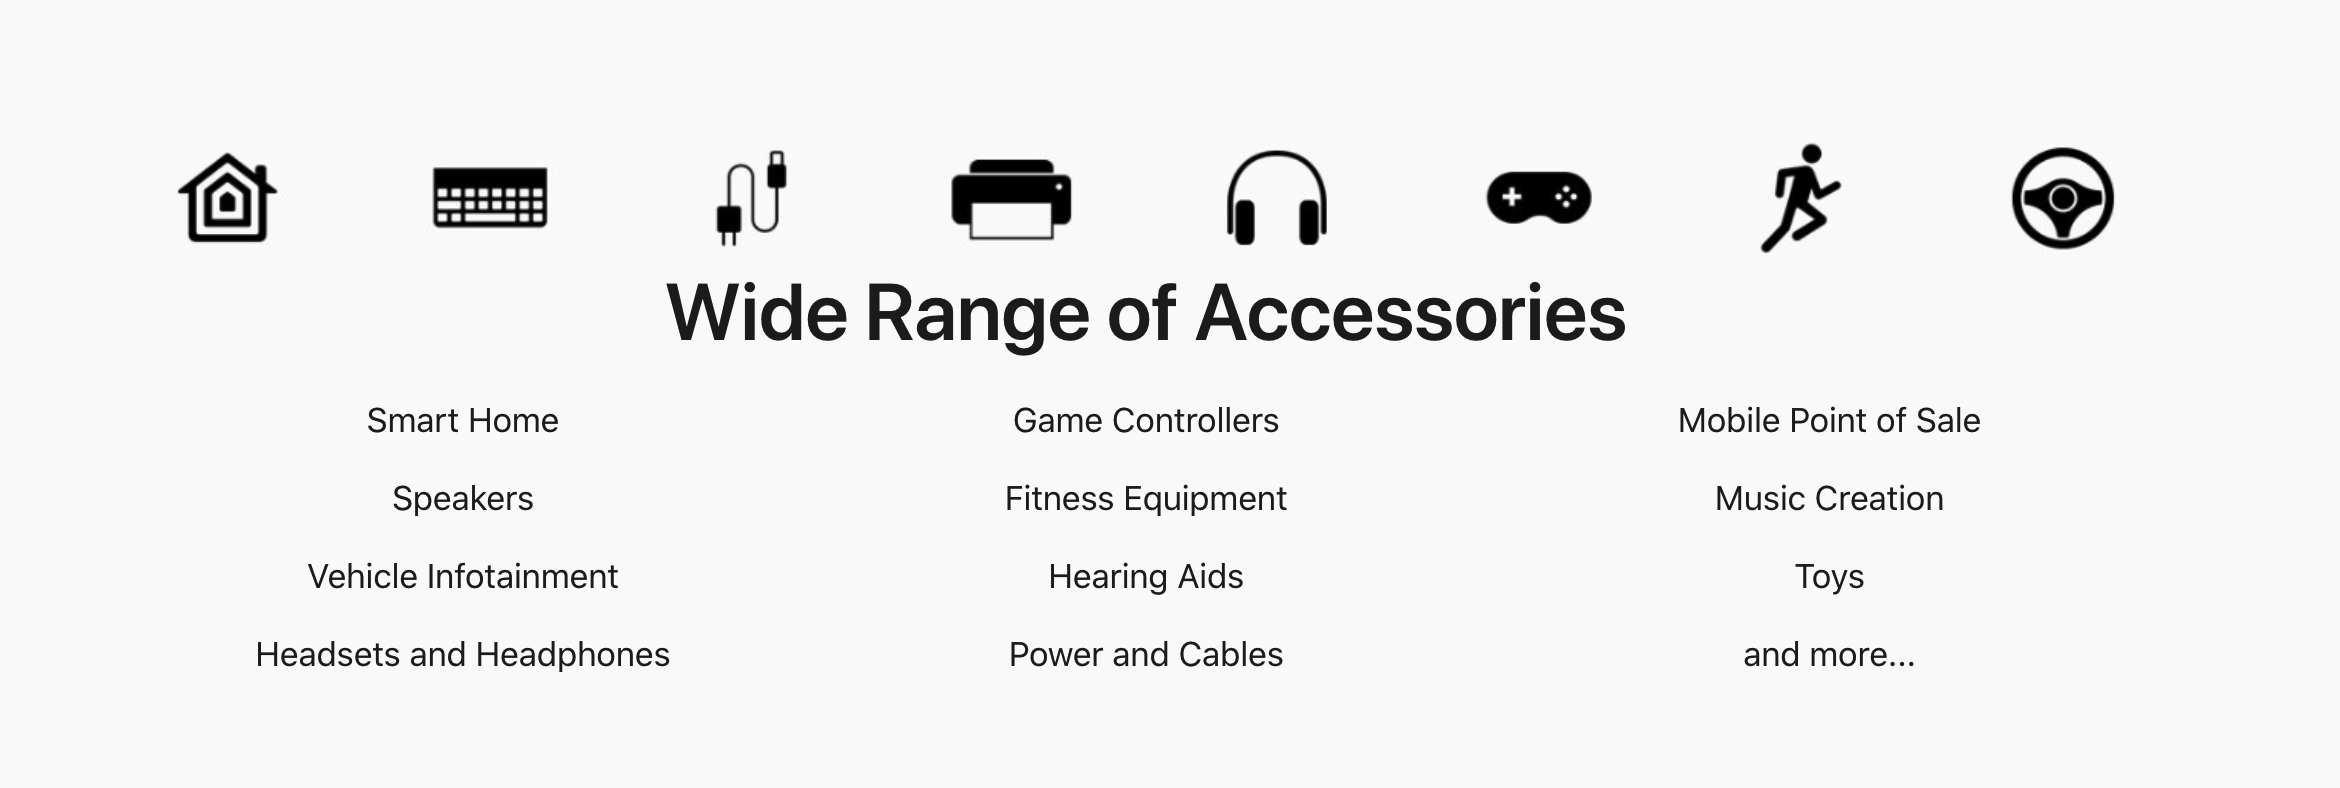 Wide Range of Accessories
Smart Home
Game Controllers
Mobile Point of Sale
Speakers
Fitness Equipment
Music Creation
Vehicle Infotainment
Hearing Aids
Toys
Headsets and Headphones
Power and Cables
and more...